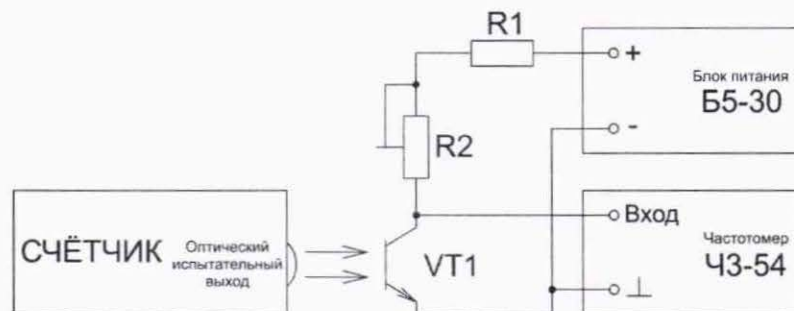 R1
+
Блок питания
Б5-30
-
R2
СЧЁТЧИК
Оптический
испытательный
выход
VT1
Вход
Частотомер
Ч3-54